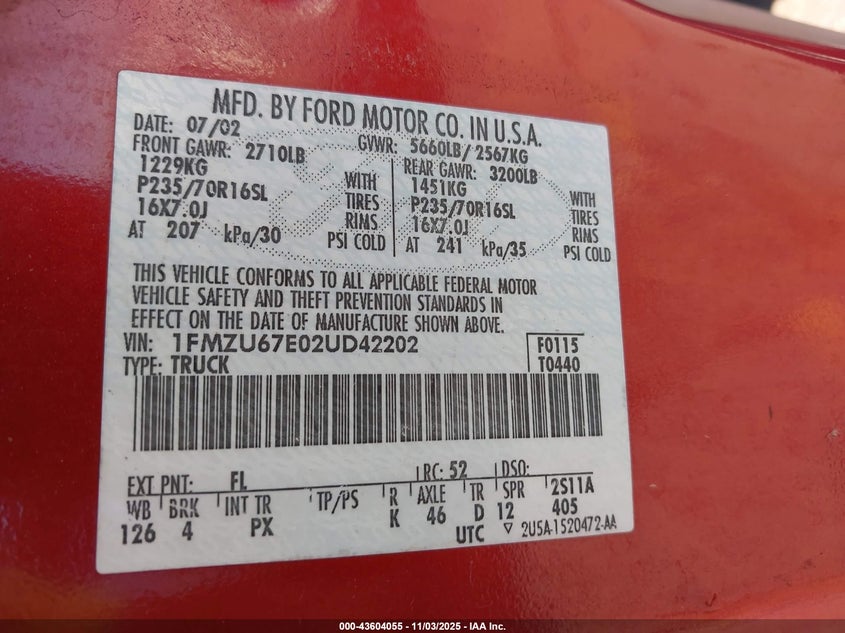 MFD. BY FORD MOTOR CO. IN U.S.A.
DATE: 07/02 GVWR: 5660LB/ 2567KG
FRONT GAWR: 2710LB REAR GAWR: 3200LB
1229KG WITH 1451KG WITH
P235/70R16SL TIRES P235/70R16SL TIRES
16X7.0J RIMS 16X7.0J RIMS
AT 207 kPa/30 PSI COLD AT 241 kPa/35 PSI COLD
THIS VEHICLE CONFORMS TO ALL APPLICABLE FEDERAL MOTOR
VEHICLE SAFETY AND THEFT PREVENTION STANDARDS IN
EFFECT ON THE DATE OF MANUFACTURE SHOWN ABOVE.
VIN: 1FMZU67E02UD42202 F0115
TYPE: TRUCK T0440
EXT PNT: FL RC: 52 DSO:
WB BRK INT TR TP/PS R AXLE TR SPR 2S11A
126 4 PX K 46 D 12 405
UTC 2U5A-1520472-AA
000-43604055 - 11/03/2025 - IAA Inc.